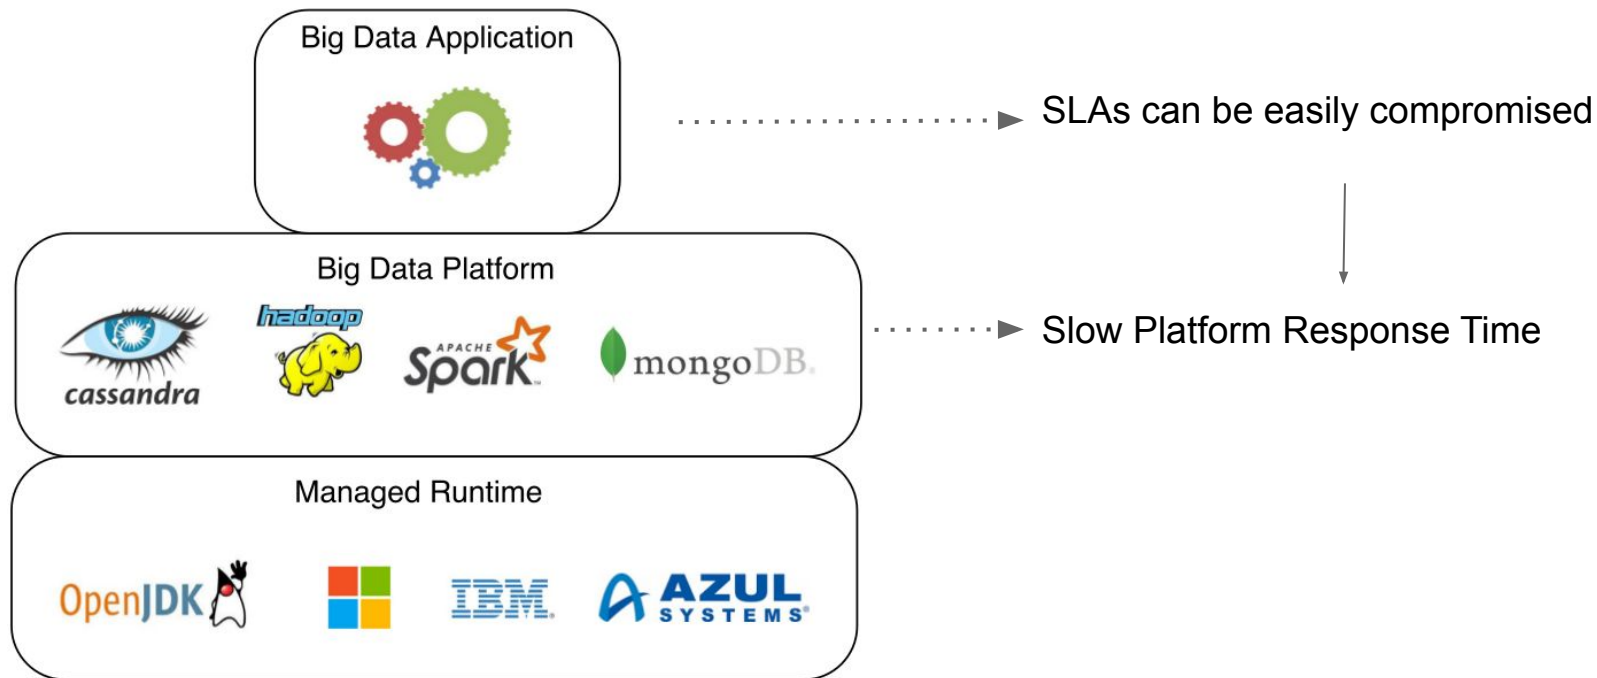 Big Data Application
SLAs can be easily compromised
Big Data Platform
cassandra
hadoop
APACHE
Spark™
mongoDB.
Slow Platform Response Time
Managed Runtime
OpenJDK
IBM.
AZUL
SYSTEMS®